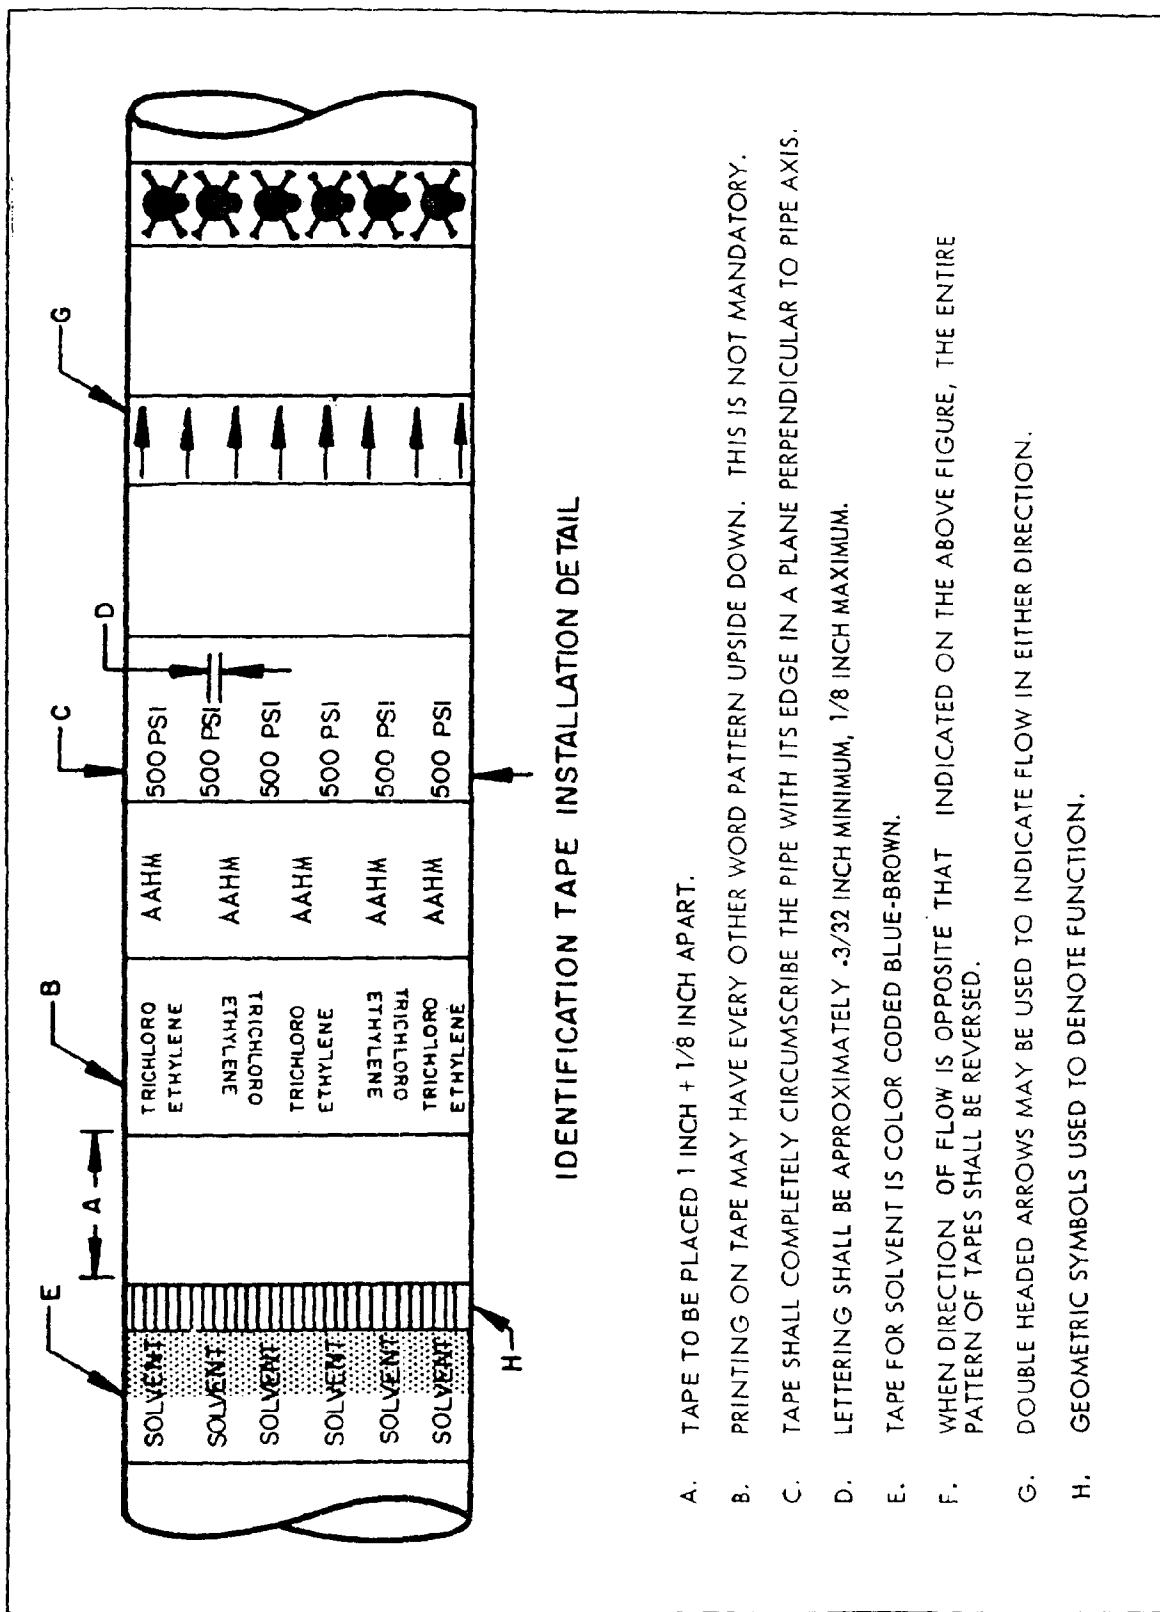 E
A
B
C
D
G
SOLVENT
SOLVENT
SOLVENT
SOLVENT
SOLVENT
SOLVENT
H
TRICHLORO
ETHYLENE
TRICHLORO
ETHYLENE
TRICHLORO
ETHYLENE
TRICHLORO
ETHYLENE
TRICHLORO
ETHYLENE
AAHM
AAHM
AAHM
AAHM
AAHM
500 PSI
500 PSI
500 PSI
500 PSI
500 PSI
500 PSI
IDENTIFICATION TAPE INSTALLATION DETAIL
A. TAPE TO BE PLACED 1 INCH + 1/8 INCH APART.
B. PRINTING ON TAPE MAY HAVE EVERY OTHER WORD PATTERN UPSIDE DOWN. THIS IS NOT MANDATORY.
C. TAPE SHALL COMPLETELY CIRCUMSCRIBE THE PIPE WITH ITS EDGE IN A PLANE PERPENDICULAR TO PIPE AXIS.
D. LETTERING SHALL BE APPROXIMATELY .3/32 INCH MINIMUM, 1/8 INCH MAXIMUM.
E. TAPE FOR SOLVENT IS COLOR CODED BLUE-BROWN.
F. WHEN DIRECTION OF FLOW IS OPPOSITE THAT INDICATED ON THE ABOVE FIGURE, THE ENTIRE
PATTERN OF TAPES SHALL BE REVERSED.
G. DOUBLE HEADED ARROWS MAY BE USED TO INDICATE FLOW IN EITHER DIRECTION.
H. GEOMETRIC SYMBOLS USED TO DENOTE FUNCTION.